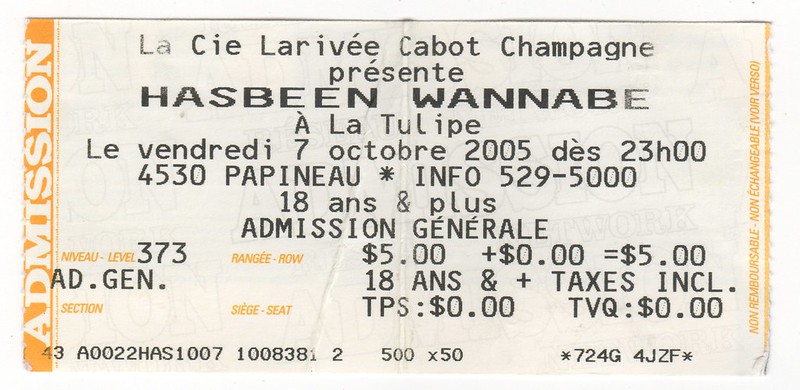 ADMISSION
La Cie Larivée Cabot Champagne
présente
HASBEEN WANNABE
À La Tulipe
Le vendredi 7 octobre 2005 dès 23h00
4530 PAPINEAU * INFO 529-5000
18 ans & plus
ADMISSION GÉNÉRALE
NIVEAU - LEVEL 373 RANGÉE - ROW $5.00 +$0.00 =$5.00
AD.GEN. 18 ANS & + TAXES INCL.
SECTION SIÈGE - SEAT TPS:$0.00 TVQ:$0.00
43 A0022HAS1007 1008381 2 500 x50 *724G 4JZF*
NON REMBOURSABLE - NON ÉCHANGEABLE (VOIR VERSO)